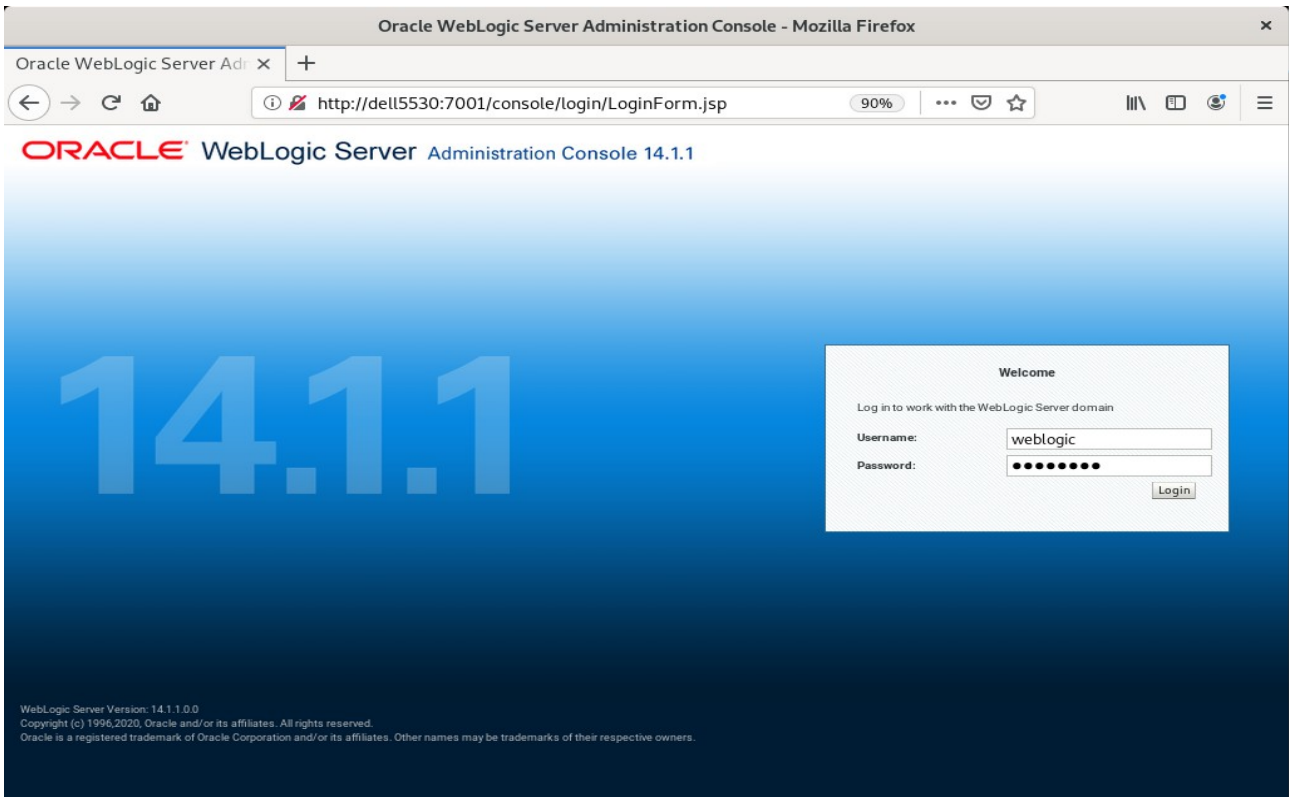 Oracle WebLogic Server Administration Console - Mozilla Firefox
Oracle WebLogic Server Adr
http://dell5530:7001/console/login/LoginForm.jsp 90%
ORACLE WebLogic Server Administration Console 14.1.1
14.1.1
Welcome
Log in to work with the WebLogic Server domain
Username: weblogic
Password: ●●●●●●●●
Login
WebLogic Server Version: 14.1.1.0.0
Copyright (c) 1996,2020, Oracle and/or its affiliates. All rights reserved.
Oracle is a registered trademark of Oracle Corporation and/or its affiliates. Other names may be trademarks of their respective owners.